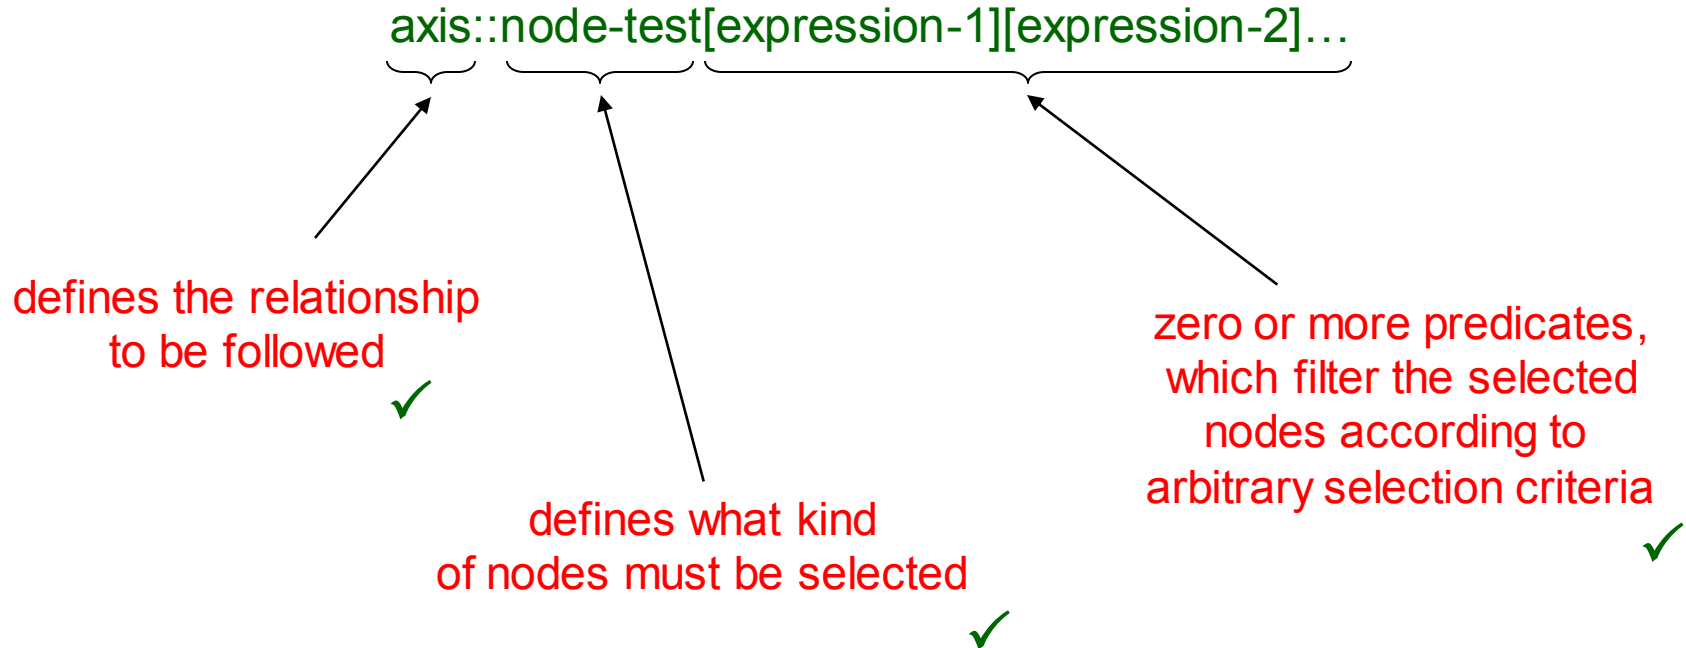 axis::node-test[expression-1][expression-2]…
defines the relationship
to be followed
zero or more predicates,
which filter the selected
nodes according to
arbitrary selection criteria
defines what kind
of nodes must be selected